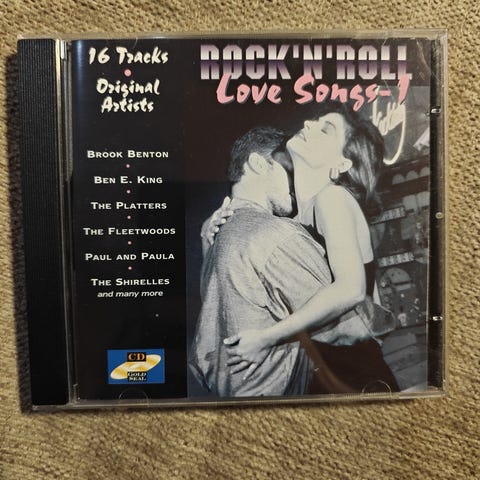 16 Tracks
Original
Artists
ROCK'N'ROLL
Love Songs-1
BROOK BENTON
BEN E. KING
THE PLATTERS
THE FLEETWOODS
PAUL AND PAULA
THE SHIRELLES
and many more
CD
GOLD
SEAL